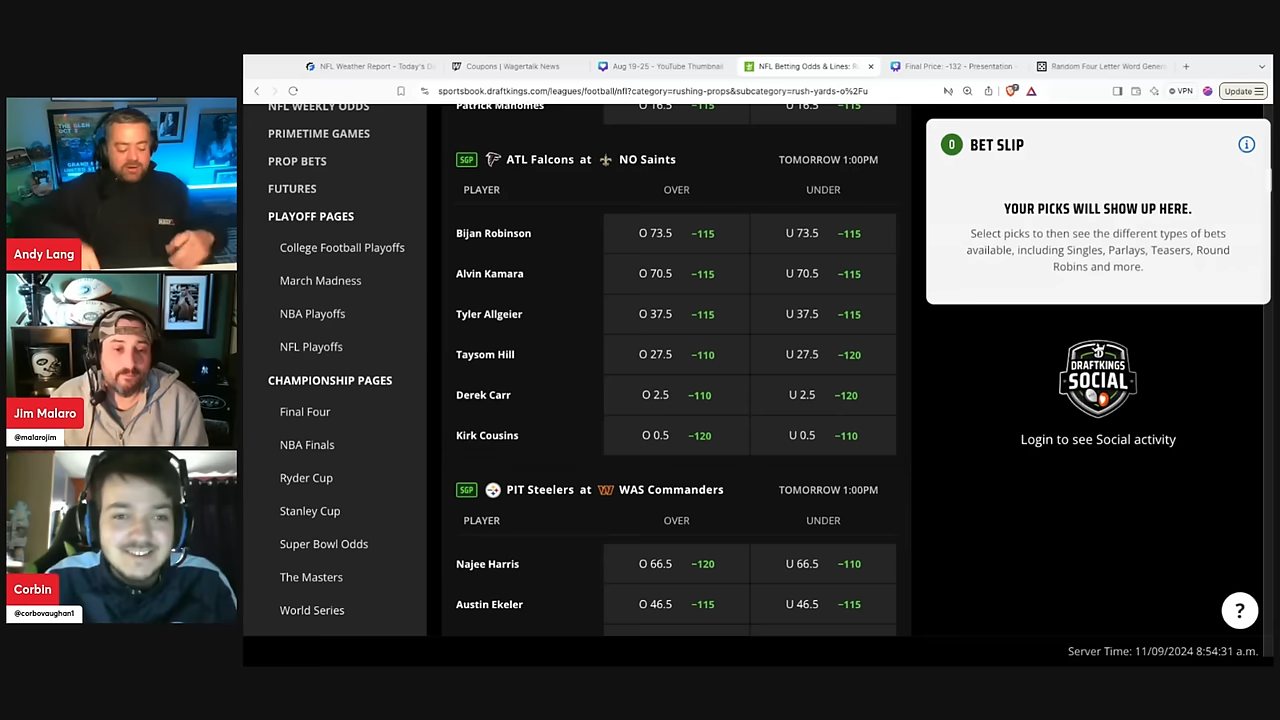 NFL Weather Report - Today's D
Coupons | Wagertalk News
Aug 19-25 - YouTube Thumbnail
NFL Betting Odds & Lines: R
Final Price: -132 - Presentation
Random Four Letter Word Gener
sportsbook.draftkings.com/leagues/football/nfl?category=rushing-props&subcategory=rush-yards-o%2Fu
VPN
Update
NFL WEEKLY ODDS
PRIMETIME GAMES
PROP BETS
FUTURES
PLAYOFF PAGES
College Football Playoffs
March Madness
NBA Playoffs
NFL Playoffs
CHAMPIONSHIP PAGES
Final Four
NBA Finals
Ryder Cup
Stanley Cup
Super Bowl Odds
The Masters
World Series
Patrick Mahomes O 16.5 −115 U 16.5 −115
SGP ATL Falcons at NO Saints TOMORROW 1:00PM
PLAYER OVER UNDER
Bijan Robinson O 73.5 −115 U 73.5 −115
Alvin Kamara O 70.5 −115 U 70.5 −115
Tyler Allgeier O 37.5 −115 U 37.5 −115
Taysom Hill O 27.5 −110 U 27.5 −120
Derek Carr O 2.5 −110 U 2.5 −120
Kirk Cousins O 0.5 −120 U 0.5 −110
SGP PIT Steelers at WAS Commanders TOMORROW 1:00PM
PLAYER OVER UNDER
Najee Harris O 66.5 −120 U 66.5 −110
Austin Ekeler O 46.5 −115 U 46.5 −115
0 BET SLIP
YOUR PICKS WILL SHOW UP HERE.
Select picks to then see the different types of bets
available, including Singles, Parlays, Teasers, Round
Robins and more.
DRAFTKINGS
SOCIAL
Login to see Social activity
?
Server Time: 11/09/2024 8:54:31 a.m.
Andy Lang
Jim Malaro
@malarojim
Corbin
@corbovaughan1